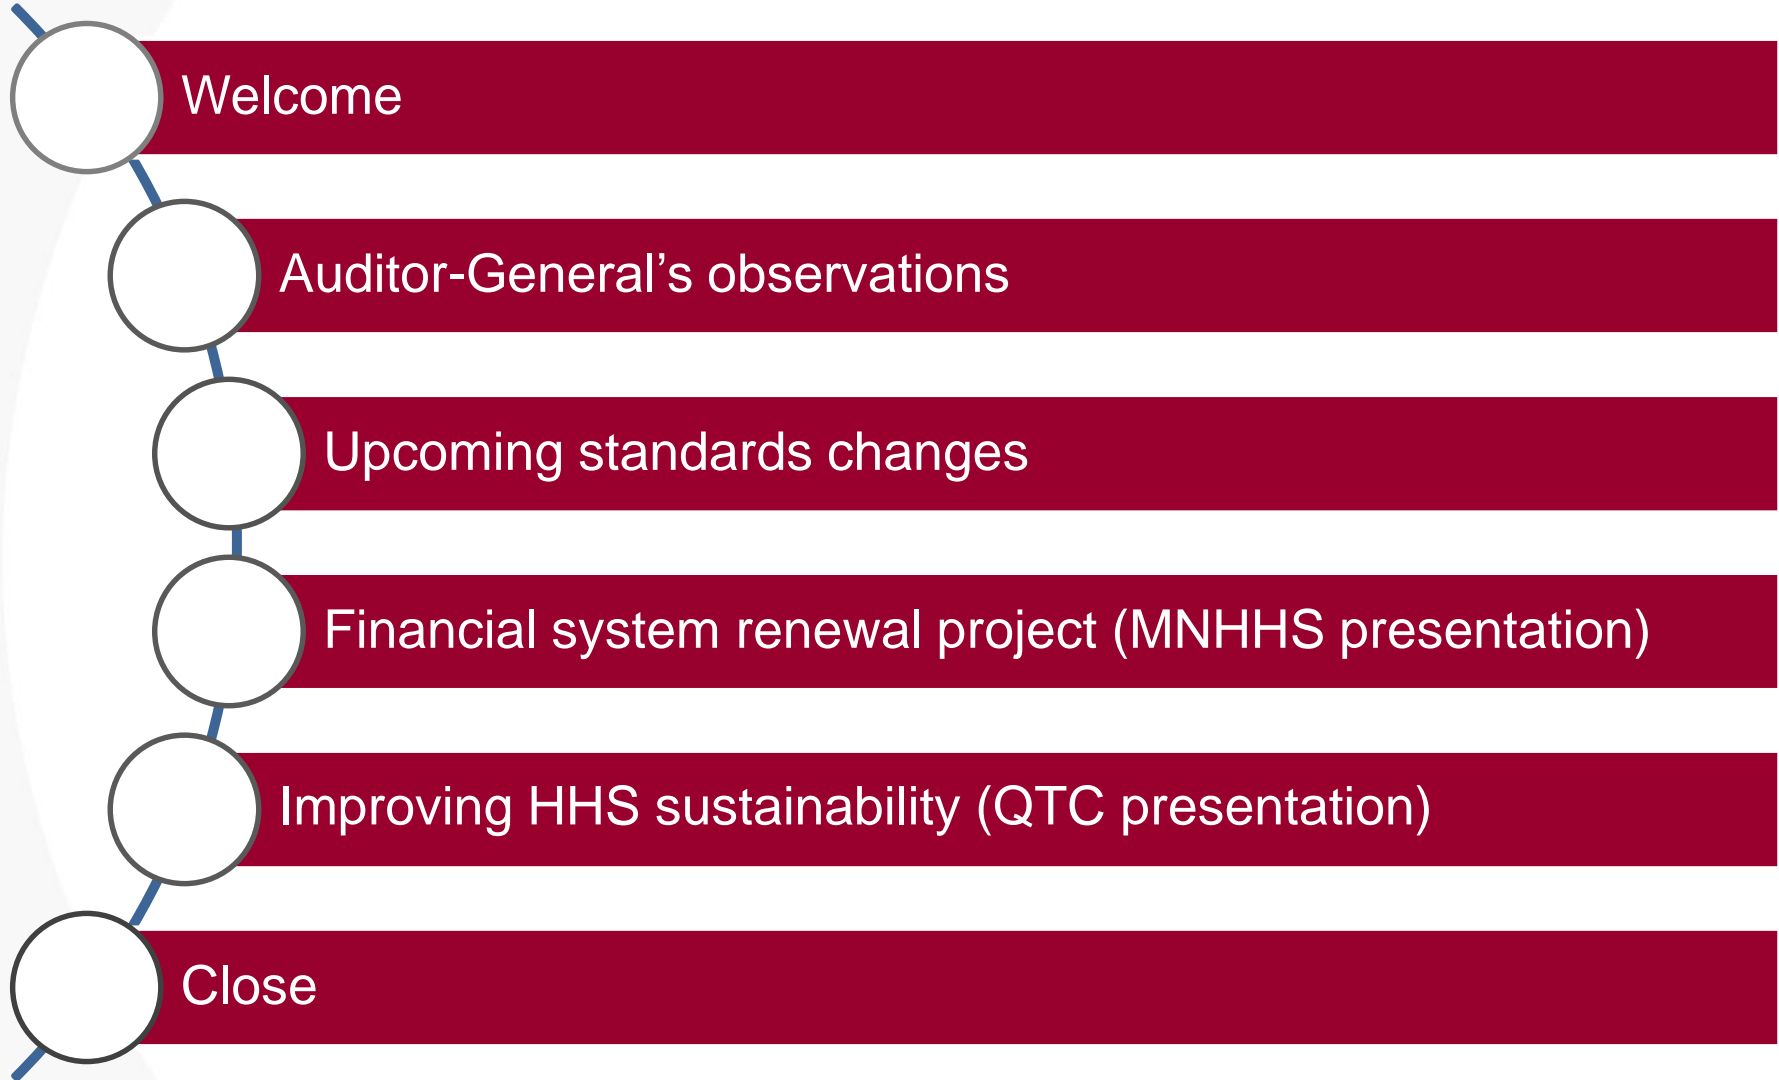 Welcome
Auditor-General’s observations
Upcoming standards changes
Financial system renewal project (MNHHS presentation)
Improving HHS sustainability (QTC presentation)
Close